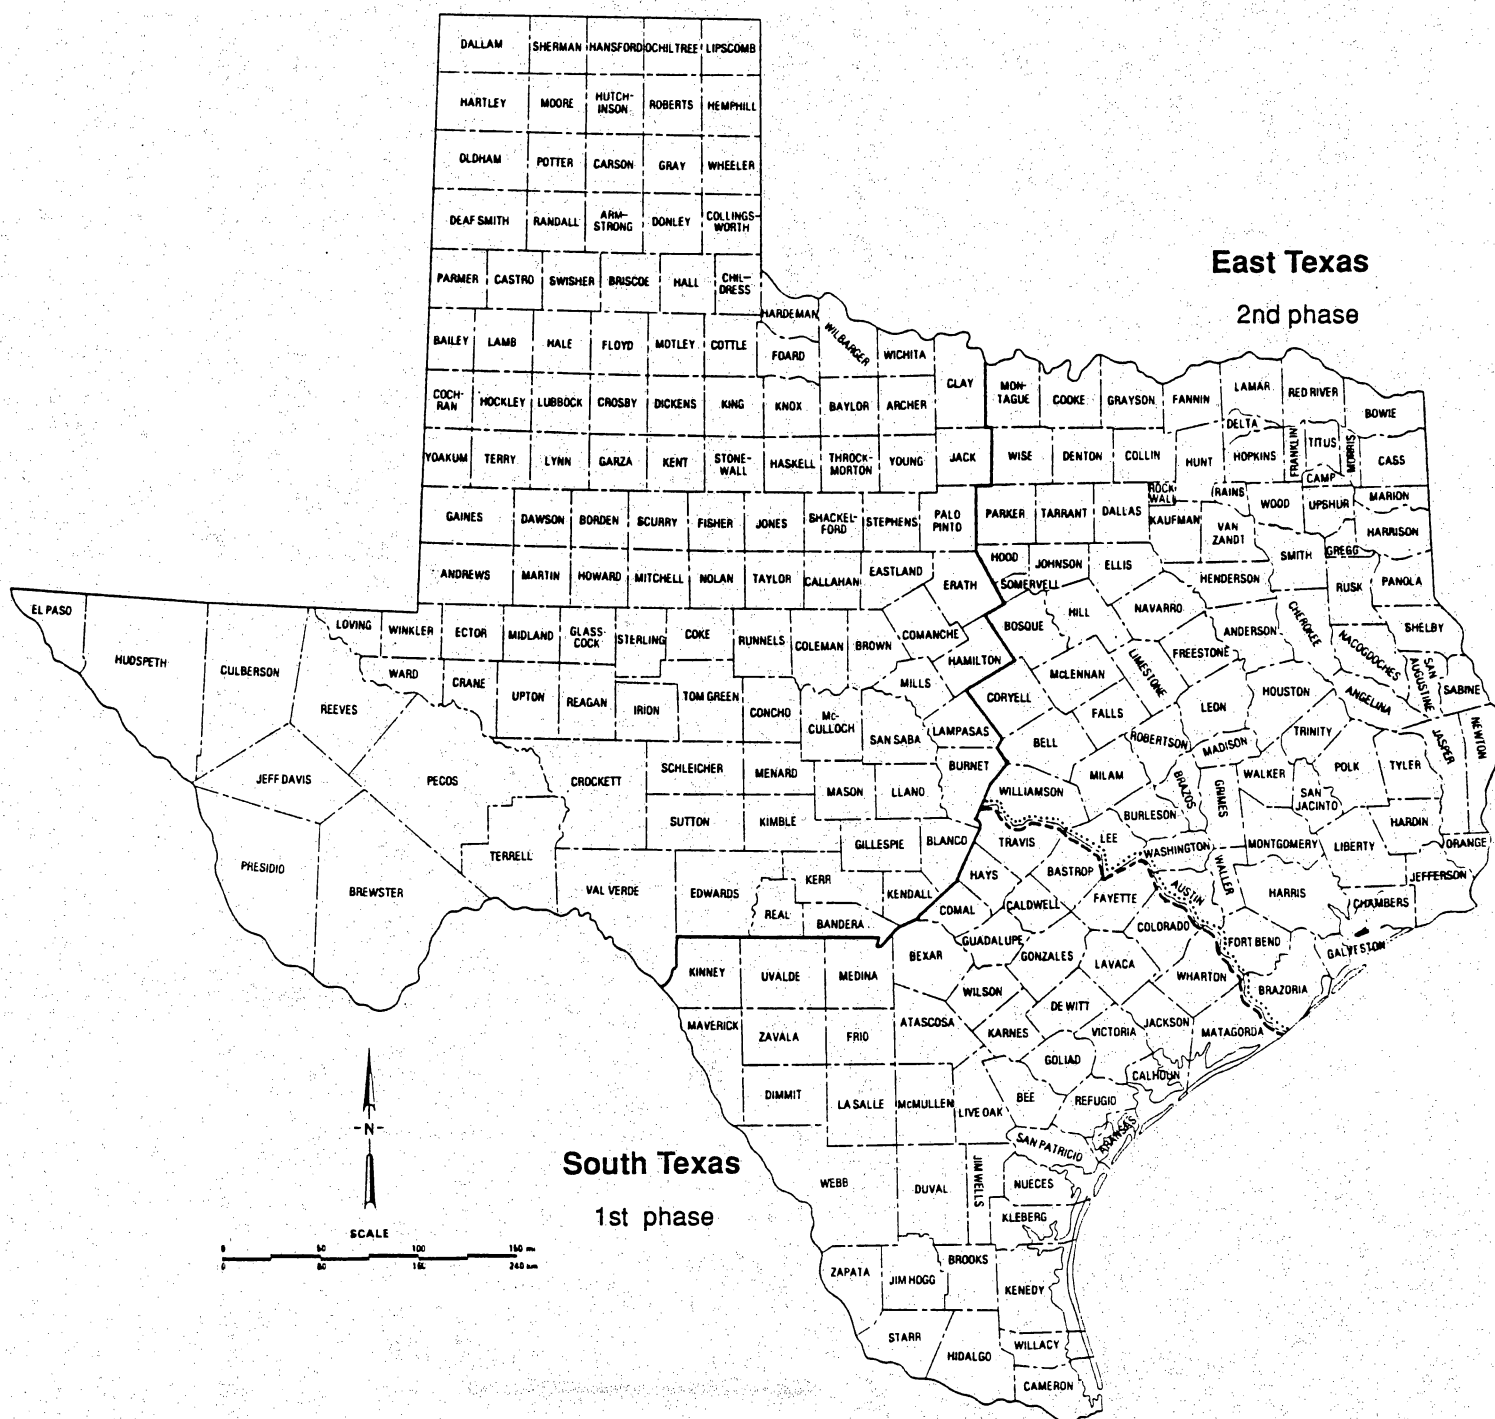 DALLAM SHERMAN HANSFORD OCHILTREE LIPSCOMB
HARTLEY MOORE HUTCH-
INSON ROBERTS HEMPHILL
OLDHAM POTTER CARSON GRAY WHEELER
DEAF SMITH RANDALL ARM-
STRONG DONLEY COLLINGS-
WORTH
East Texas
2nd phase
PARMER CASTRO SWISHER BRISCOE HALL CHIL-
DRESS
HARDEMAN
WILBARGER
BAILEY LAMB HALE FLOYD MOTLEY COTTLE FOARD WICHITA
CLAY MON-
TAGUE COOKE GRAYSON FANNIN LAMAR RED RIVER BOWIE
COCH-
RAN HOCKLEY LUBBOCK CROSBY DICKENS KING KNOX BAYLOR ARCHER
DELTA
YOAKUM TERRY LYNN GARZA KENT STONE-
WALL HASKELL THROCK-
MORTON YOUNG JACK WISE DENTON COLLIN HUNT HOPKINS FRANKLIN TITUS MORRIS CASS
CAMP
GAINES DAWSON BORDEN SCURRY FISHER JONES SHACKEL-
FORD STEPHENS PALO
PINTO PARKER TARRANT DALLAS ROCK
WALL RAINS WOOD UPSHUR MARION
KAUFMAN VAN
ZANDT HARRISON
ANDREWS MARTIN HOWARD MITCHELL NOLAN TAYLOR CALLAHAN EASTLAND ERATH HOOD JOHNSON ELLIS SMITH GREGG
SOMERVELL HENDERSON RUSK PANOLA
EL PASO HUDSPETH CULBERSON REEVES
LOVING WINKLER ECTOR MIDLAND GLASS-
COCK STERLING COKE RUNNELS COLEMAN BROWN COMANCHE BOSQUE HILL NAVARRO ANDERSON CHEROKEE NACOGDOCHES SHELBY
WARD CRANE UPTON REAGAN IRION TOM GREEN CONCHO Mc-
CULLOCH MILLS HAMILTON MCLENNAN LIMESTONE FREESTONE HOUSTON ANGELINA SAN
AUGUSTINE SABINE
SAN SABA LAMPASAS CORYELL FALLS LEON TRINITY JASPER NEWTON
JEFF DAVIS PECOS CROCKETT SCHLEICHER MENARD MASON LLANO BURNET BELL ROBERTSON MADISON POLK TYLER
WILLIAMSON MILAM BRAZOS GRIMES WALKER SAN
JACINTO
SUTTON KIMBLE BURLESON HARDIN
PRESIDIO BREWSTER TERRELL GILLESPIE BLANCO TRAVIS LEE WASHINGTON MONTGOMERY LIBERTY ORANGE
VAL VERDE EDWARDS KERR KENDALL HAYS BASTROP WALLER HARRIS JEFFERSON
REAL BANDERA COMAL CALDWELL FAYETTE AUSTIN CHAMBERS
GUADALUPE COLORADO FORT BEND GALVESTON
KINNEY UVALDE MEDINA BEXAR GONZALES LAVACA WHARTON BRAZORIA
WILSON DE WITT
MAVERICK ZAVALA FRIO ATASCOSA KARNES VICTORIA JACKSON MATAGORDA
GOLIAD CALHOUN
DIMMIT LA SALLE McMULLEN LIVE OAK BEE REFUGIO
-N-
SAN PATRICIO ARANSAS
South Texas
1st phase
WEBB DUVAL JIM WELLS NUECES
KLEBERG
SCALE
0 50 100 150 mi
0 80 160 240 km
ZAPATA JIM HOGG BROOKS KENEDY
STARR HIDALGO WILLACY
CAMERON